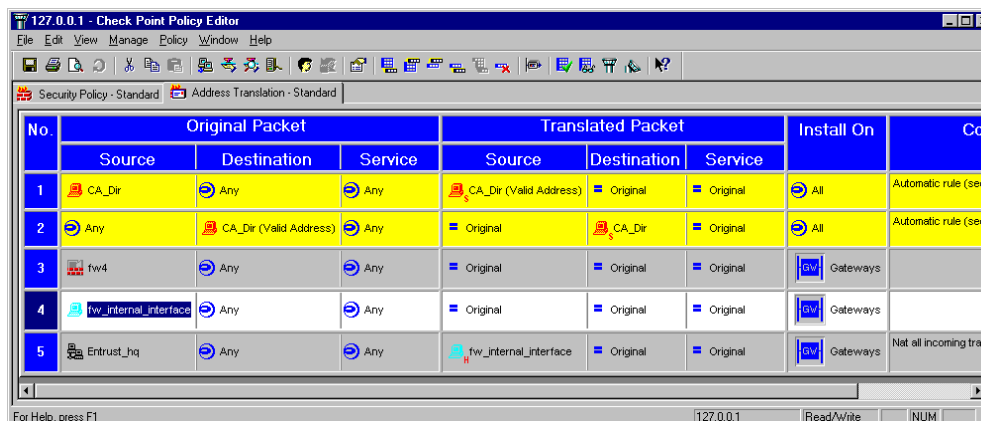 127.0.0.1 - Check Point Policy Editor
File Edit View Manage Policy Window Help
Security Policy - Standard Address Translation - Standard
No. Original Packet Translated Packet Install On Co
Source Destination Service Source Destination Service
1 CA_Dir Any Any CA_Dir (Valid Address) Original Original All Automatic rule (see
2 Any CA_Dir (Valid Address) Any Original CA_Dir Original All Automatic rule (see
3 fw4 Any Any Original Original Original Gateways
4 fw_internal_interface Any Any Original Original Original Gateways
5 Entrust_hq Any Any fw_internal_interface Original Original Gateways Nat all incoming tra
For Help, press F1 127.0.0.1 Read/Write NUM